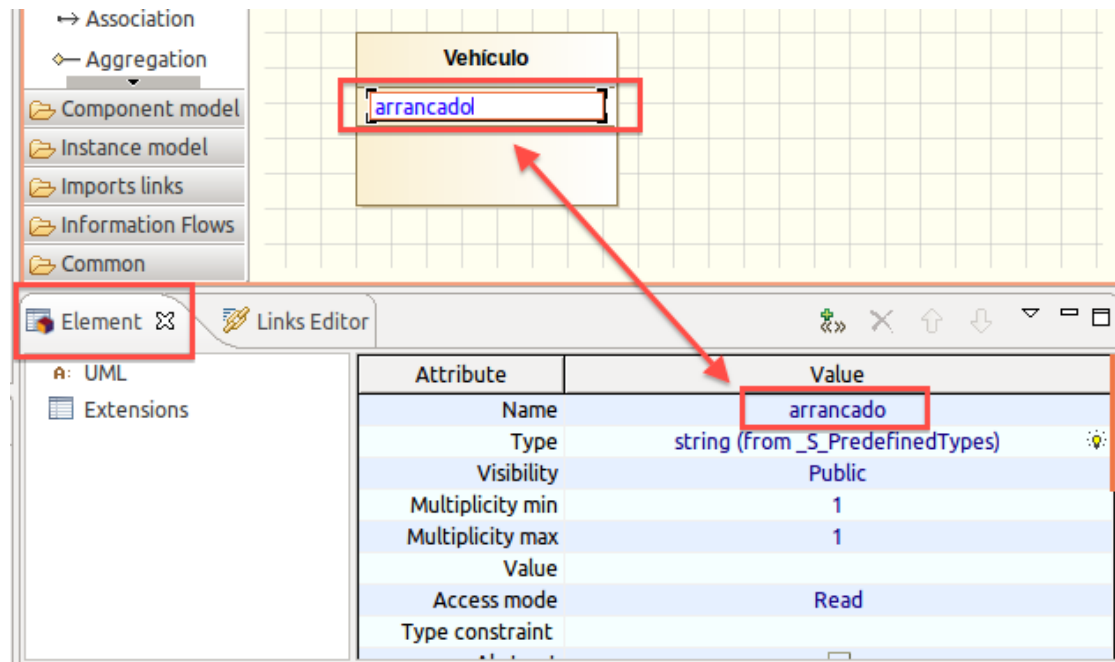 Association
Aggregation
Component model
Instance model
Imports links
Information Flows
Common
Vehículo
arrancado
Element
Links Editor
UML
Extensions
Attribute Value
Name arrancado
Type string (from _S_PredefinedTypes)
Visibility Public
Multiplicity min 1
Multiplicity max 1
Value
Access mode Read
Type constraint